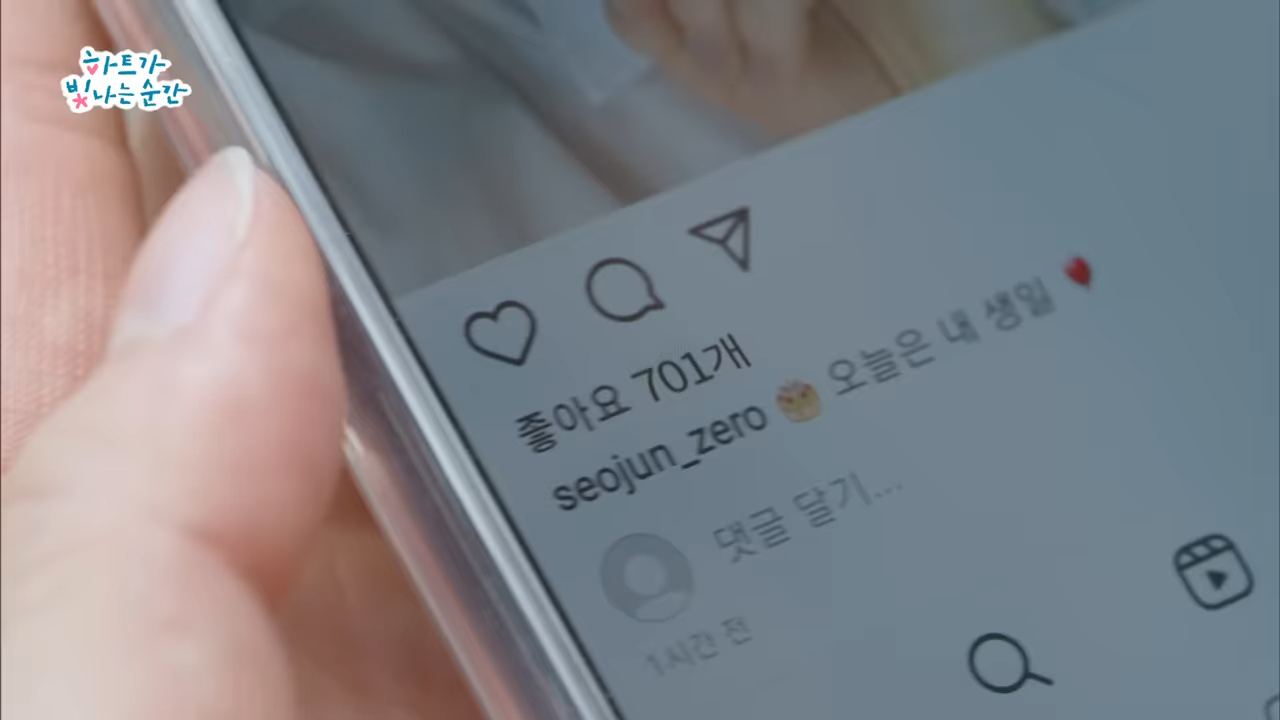 하트가
빛나는 순간
좋아요 701개
seojun_zero 🎂 오늘은 내 생일 🎈
댓글 달기...
1시간 전